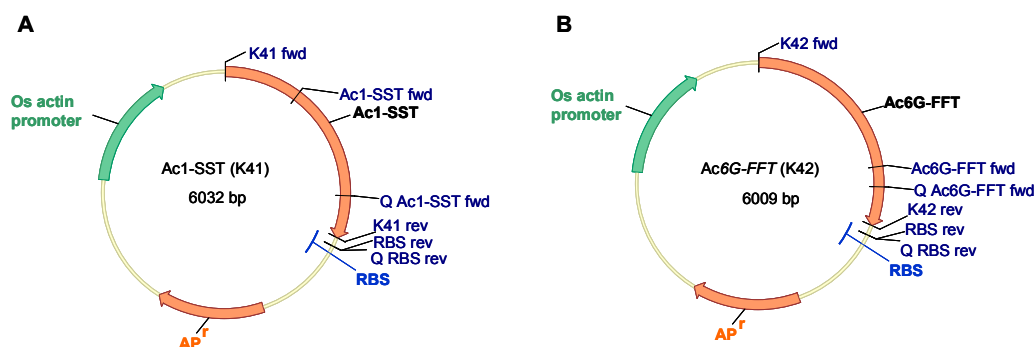 A
K41 fwd
Ac1-SST fwd
Ac1-SST
Os actin
promoter
Ac1-SST (K41)
6032 bp
Q Ac1-SST fwd
K41 rev
RBS rev
Q RBS rev
RBS
AP r
B
K42 fwd
Ac6G-FFT
Os actin
promoter
Ac6G-FFT (K42)
6009 bp
Ac6G-FFT fwd
Q Ac6G-FFT fwd
K42 rev
RBS rev
Q RBS rev
RBS
AP r